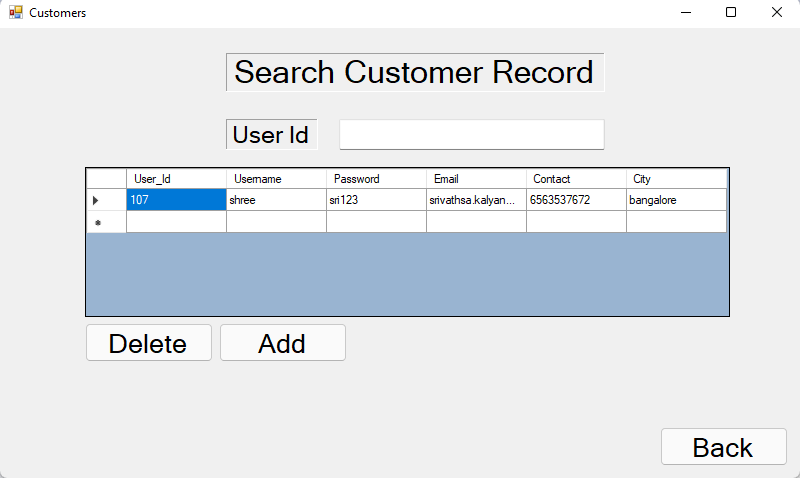 Customers
Search Customer Record
User Id
User_Id Username Password Email Contact City
107 shree sri123 srivathsa.kalyan... 6563537672 bangalore
Delete Add
Back